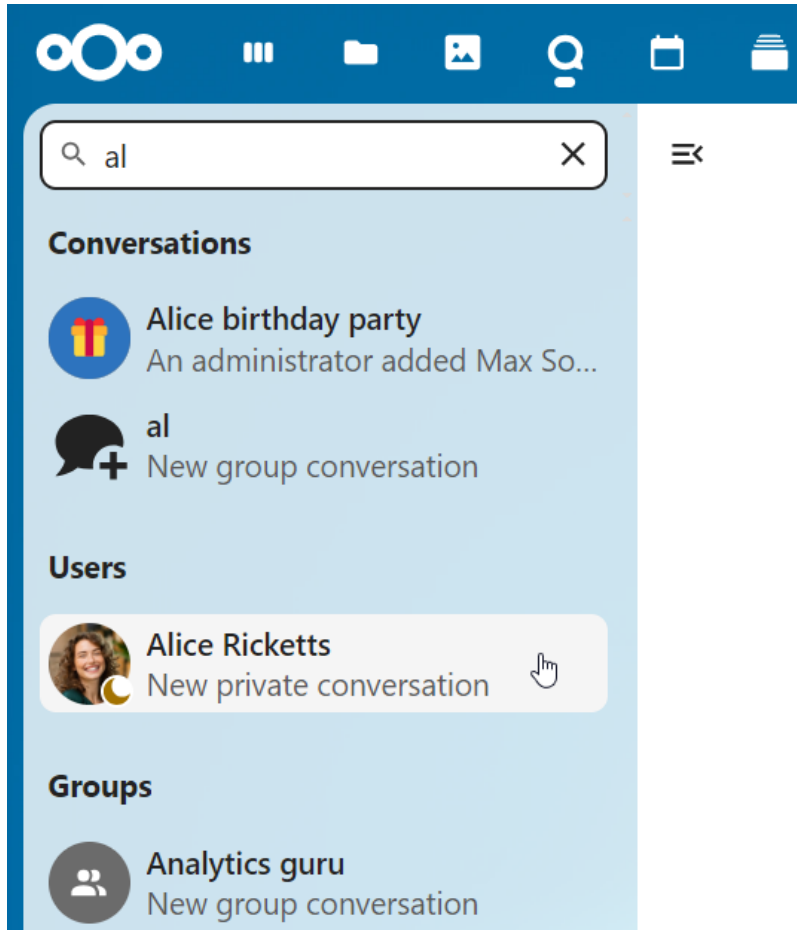 al
Conversations
Alice birthday party
An administrator added Max So...
al
New group conversation
Users
Alice Ricketts
New private conversation
Groups
Analytics guru
New group conversation